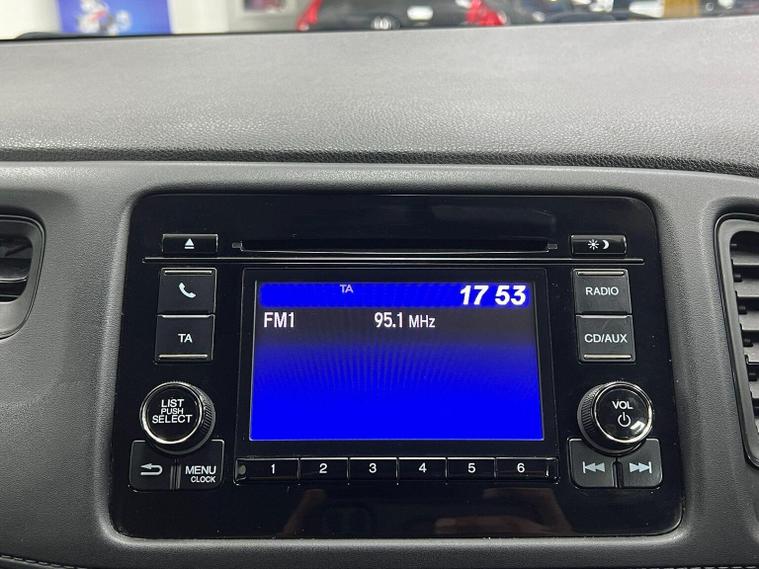 TA
17 53
FM1 95.1 MHz
TA
RADIO
CD/AUX
LIST
PUSH
SELECT
VOL
MENU
CLOCK
1 2 3 4 5 6